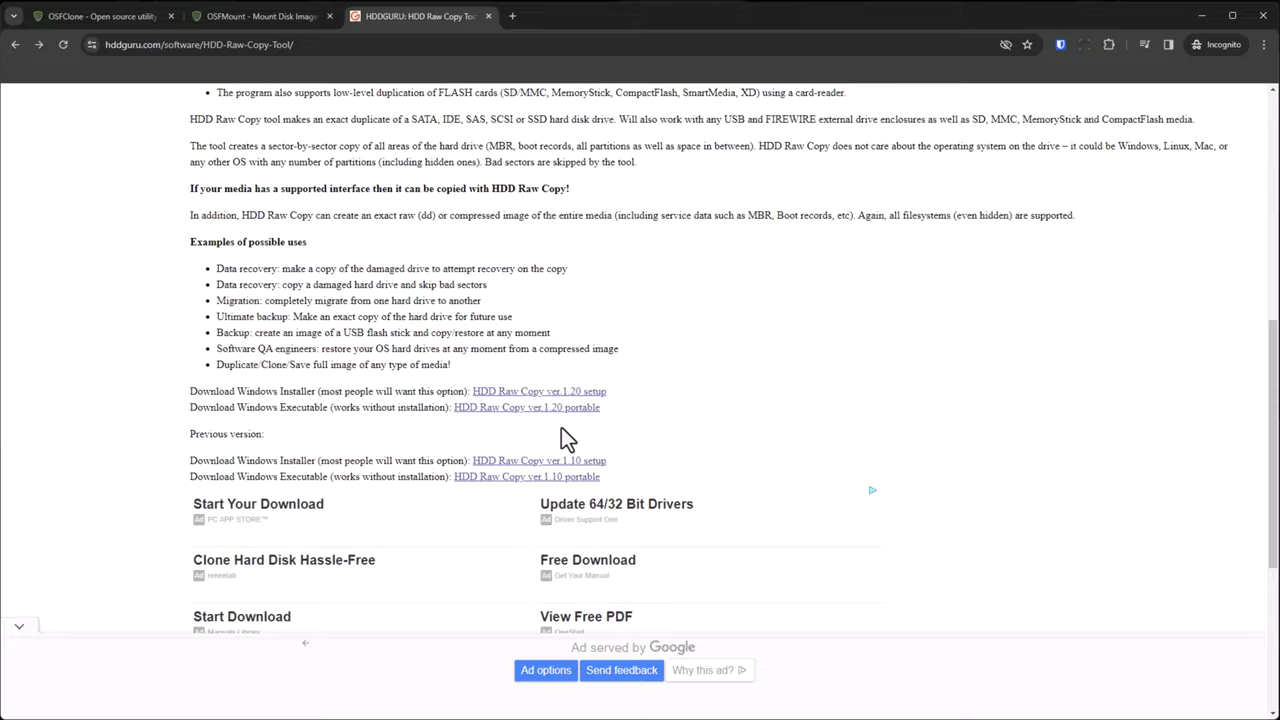 OSFClone - Open source utility
OSFMount - Mount Disk Image
HDDGURU: HDD Raw Copy Too
hddguru.com/software/HDD-Raw-Copy-Tool/
Incognito
The program also supports low-level duplication of FLASH cards (SD/MMC, MemoryStick, CompactFlash, SmartMedia, XD) using a card-reader.
HDD Raw Copy tool makes an exact duplicate of a SATA, IDE, SAS, SCSI or SSD hard disk drive. Will also work with any USB and FIREWIRE external drive enclosures as well as SD, MMC, MemoryStick and CompactFlash media.
The tool creates a sector-by-sector copy of all areas of the hard drive (MBR, boot records, all partitions as well as space in between). HDD Raw Copy does not care about the operating system on the drive – it could be Windows, Linux, Mac, or
any other OS with any number of partitions (including hidden ones). Bad sectors are skipped by the tool.
If your media has a supported interface then it can be copied with HDD Raw Copy!
In addition, HDD Raw Copy can create an exact raw (dd) or compressed image of the entire media (including service data such as MBR, Boot records, etc). Again, all filesystems (even hidden) are supported.
Examples of possible uses
Data recovery: make a copy of the damaged drive to attempt recovery on the copy
Data recovery: copy a damaged hard drive and skip bad sectors
Migration: completely migrate from one hard drive to another
Ultimate backup: Make an exact copy of the hard drive for future use
Backup: create an image of a USB flash stick and copy/restore at any moment
Software QA engineers: restore your OS hard drives at any moment from a compressed image
Duplicate/Clone/Save full image of any type of media!
Download Windows Installer (most people will want this option): HDD Raw Copy ver.1.20 setup
Download Windows Executable (works without installation): HDD Raw Copy ver.1.20 portable
Previous version:
Download Windows Installer (most people will want this option): HDD Raw Copy ver.1.10 setup
Download Windows Executable (works without installation): HDD Raw Copy ver.1.10 portable
Start Your Download
Ad PC APP STORE™
Update 64/32 Bit Drivers
Ad Driver Support One
Clone Hard Disk Hassle-Free
Ad reneelab
Free Download
Ad Get Your Manual
Start Download
Ad Manuals Library
View Free PDF
Ad OneStart
Ad served by Google
Ad options
Send feedback
Why this ad?